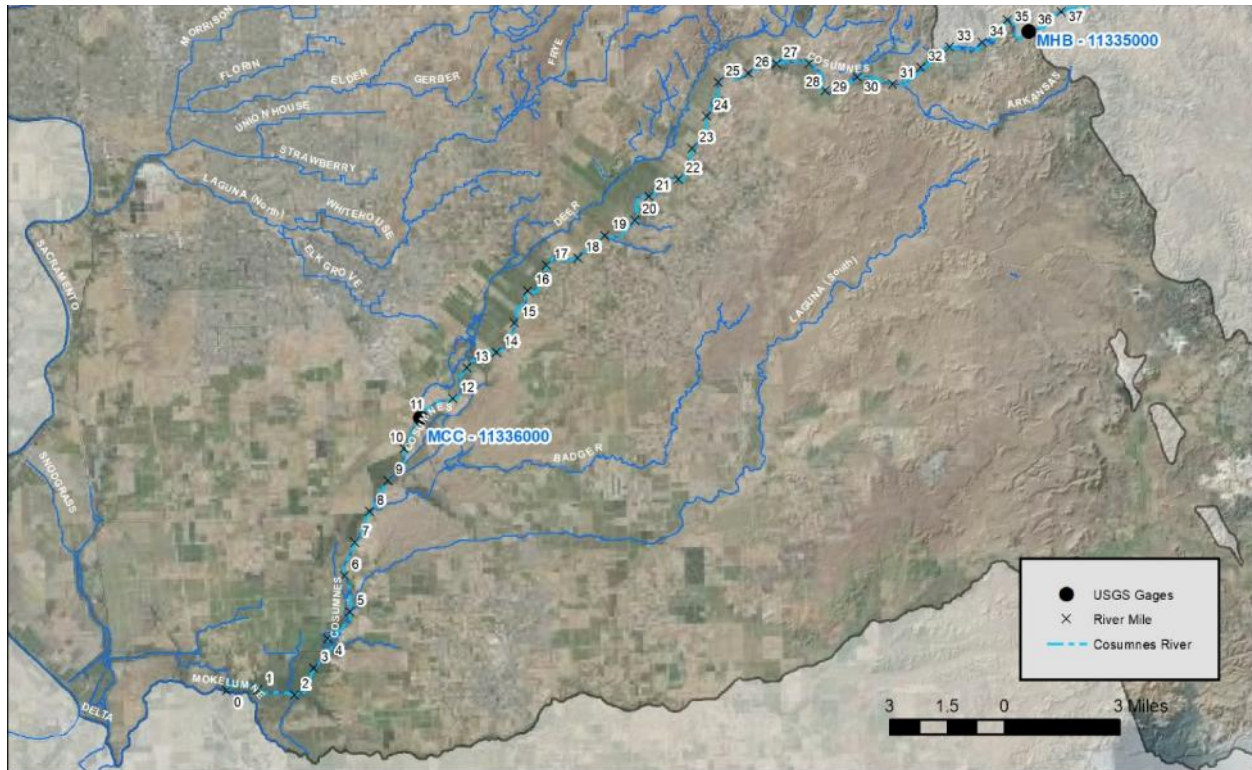 MORRISON
FLORIN
ELDER
GERBER
FRYE
UNIONHOUSE
STRAWBERRY
LAGUNA (North)
WHITEHOUSE
ELK GROVE
SACRAMENTO
SNODGRASS
DELTA
MOKELUMNE
COSUMNES
DEER
COSUMNES
BADGER
LAGUNA (South)
COSUMNES
ARKANSAS
MHB - 11335000
MCC - 11336000
37
36
35
34
33
32
31
30
29
28
27
26
25
24
23
22
21
20
19
18
17
16
15
14
13
12
11
10
9
8
7
6
5
4
3
2
1
0
USGS Gages
River Mile
Cosumnes River
3 1.5 0 3 Miles